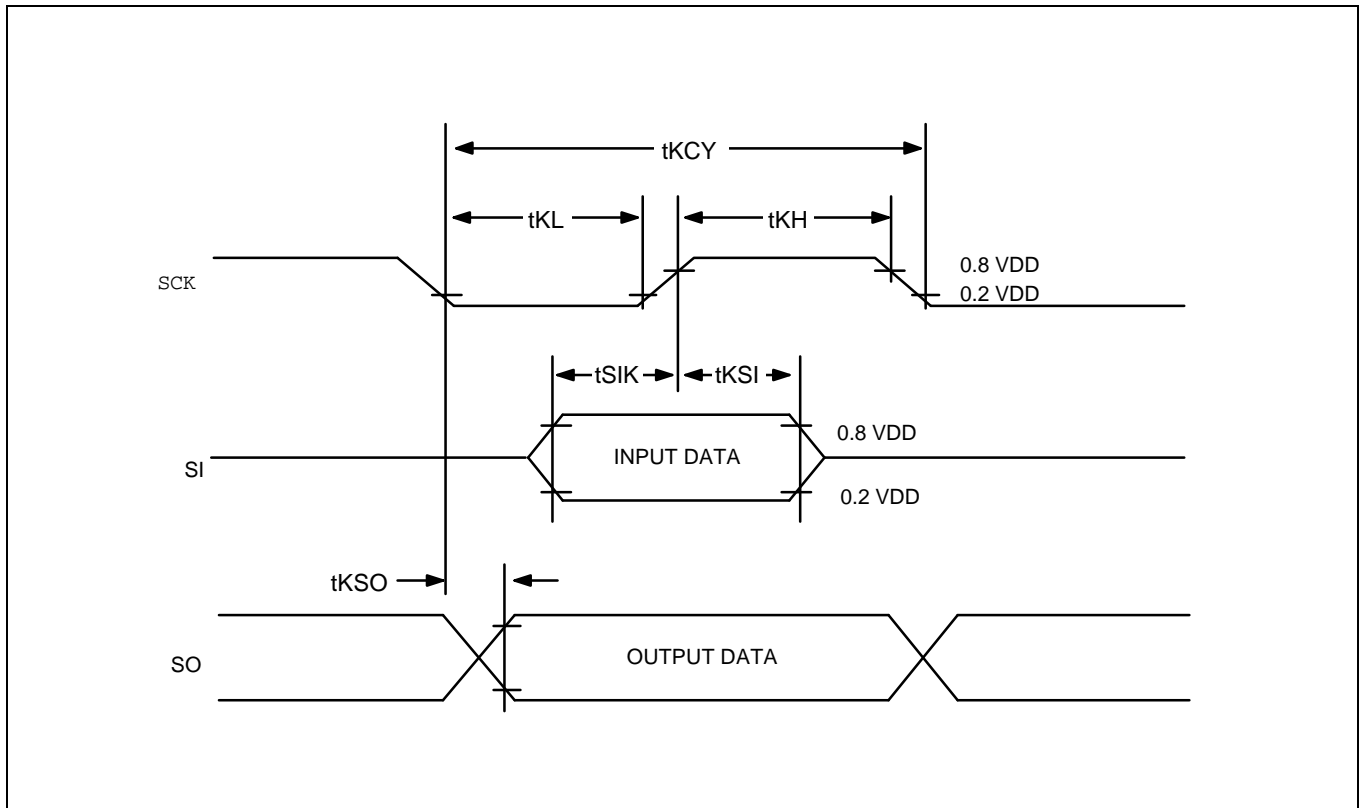 tKCY
tKL
tKH
SCK
0.8 VDD
0.2 VDD
tSIK
tKSI
SI
INPUT DATA
0.8 VDD
0.2 VDD
tKSO
SO
OUTPUT DATA